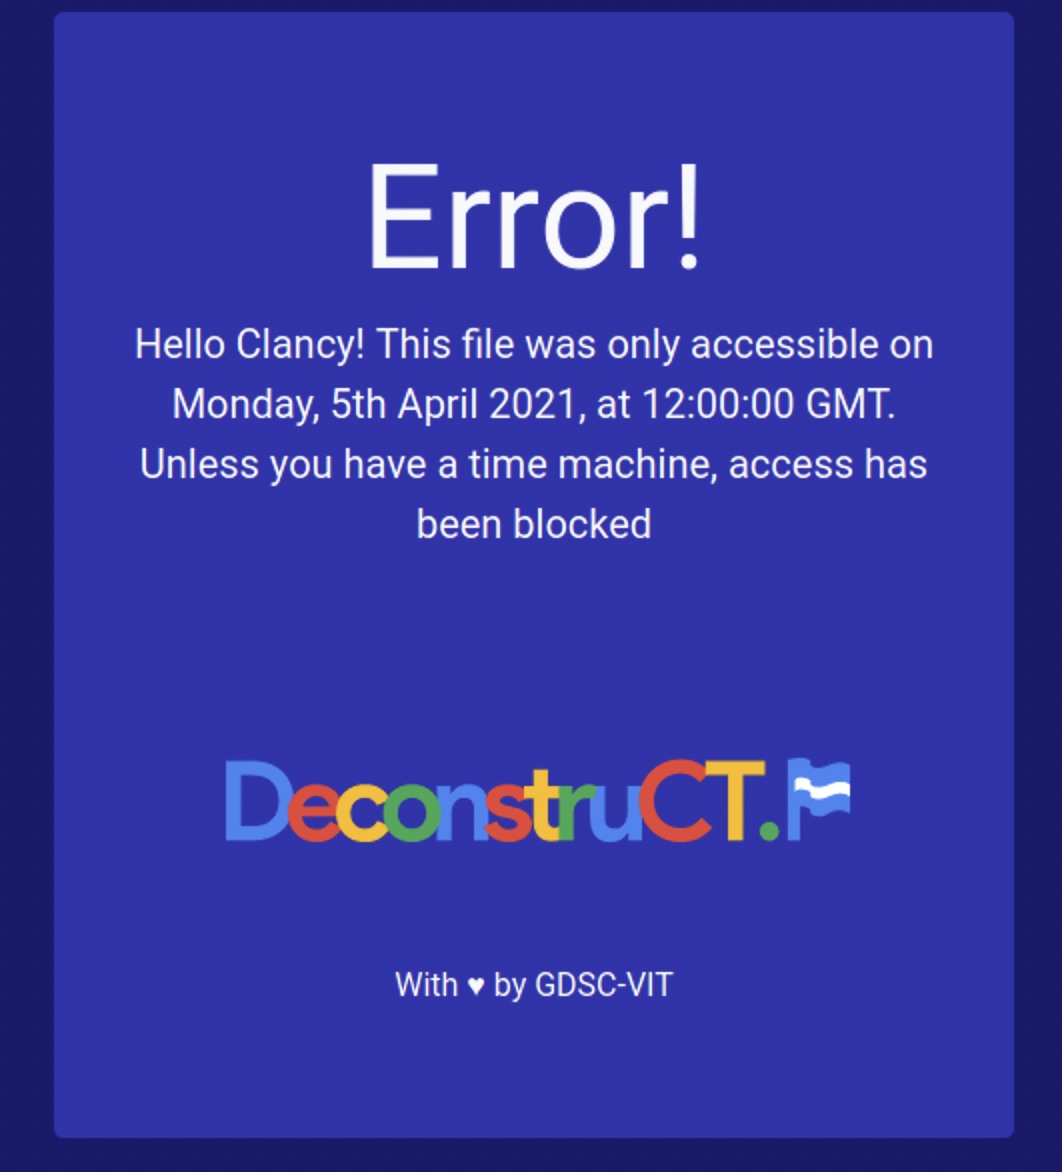 Error!
Hello Clancy! This file was only accessible on
Monday, 5th April 2021, at 12:00:00 GMT.
Unless you have a time machine, access has
been blocked
DeconstruCT.F
With ♥ by GDSC-VIT